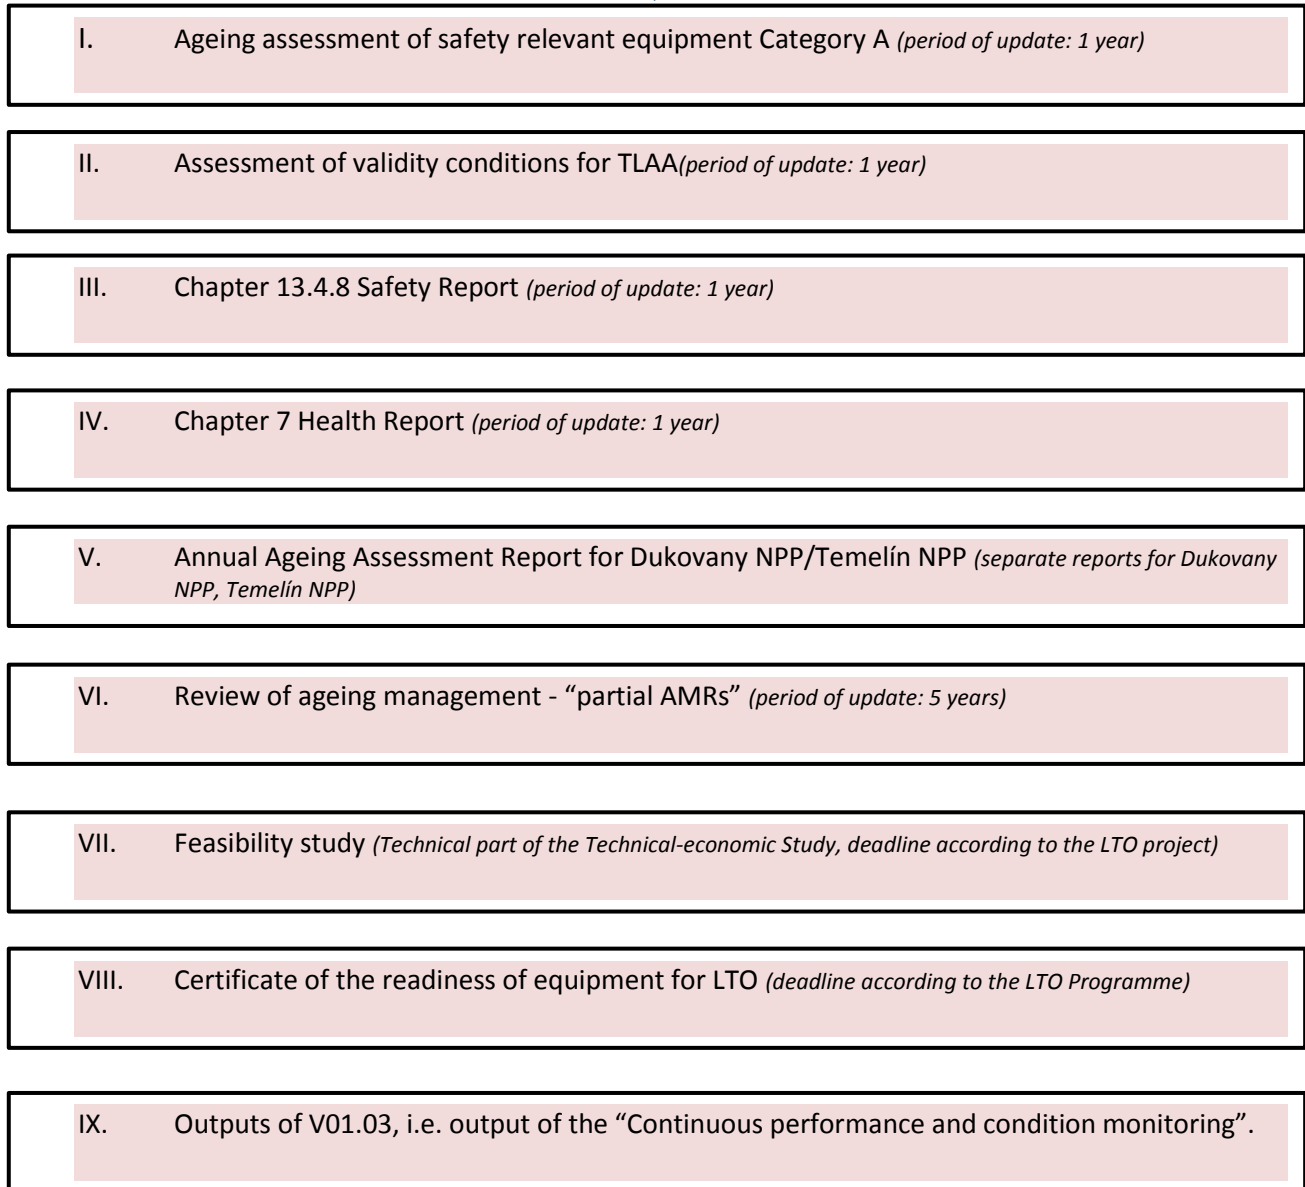 I. Ageing assessment of safety relevant equipment Category A (period of update: 1 year)
II. Assessment of validity conditions for TLAA(period of update: 1 year)
III. Chapter 13.4.8 Safety Report (period of update: 1 year)
IV. Chapter 7 Health Report (period of update: 1 year)
V. Annual Ageing Assessment Report for Dukovany NPP/Temelín NPP (separate reports for Dukovany
NPP, Temelín NPP)
VI. Review of ageing management - “partial AMRs” (period of update: 5 years)
VII. Feasibility study (Technical part of the Technical-economic Study, deadline according to the LTO project)
VIII. Certificate of the readiness of equipment for LTO (deadline according to the LTO Programme)
IX. Outputs of V01.03, i.e. output of the “Continuous performance and condition monitoring”.